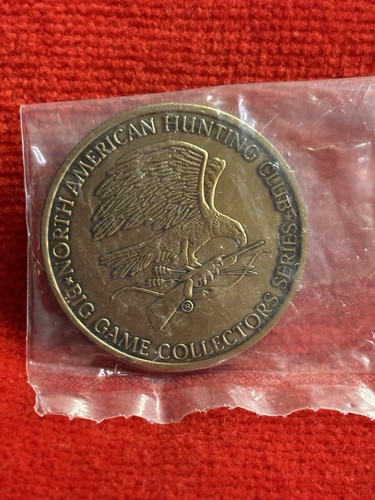 NORTH AMERICAN HUNTING CLUB
BIG GAME COLLECTORS SERIES
®